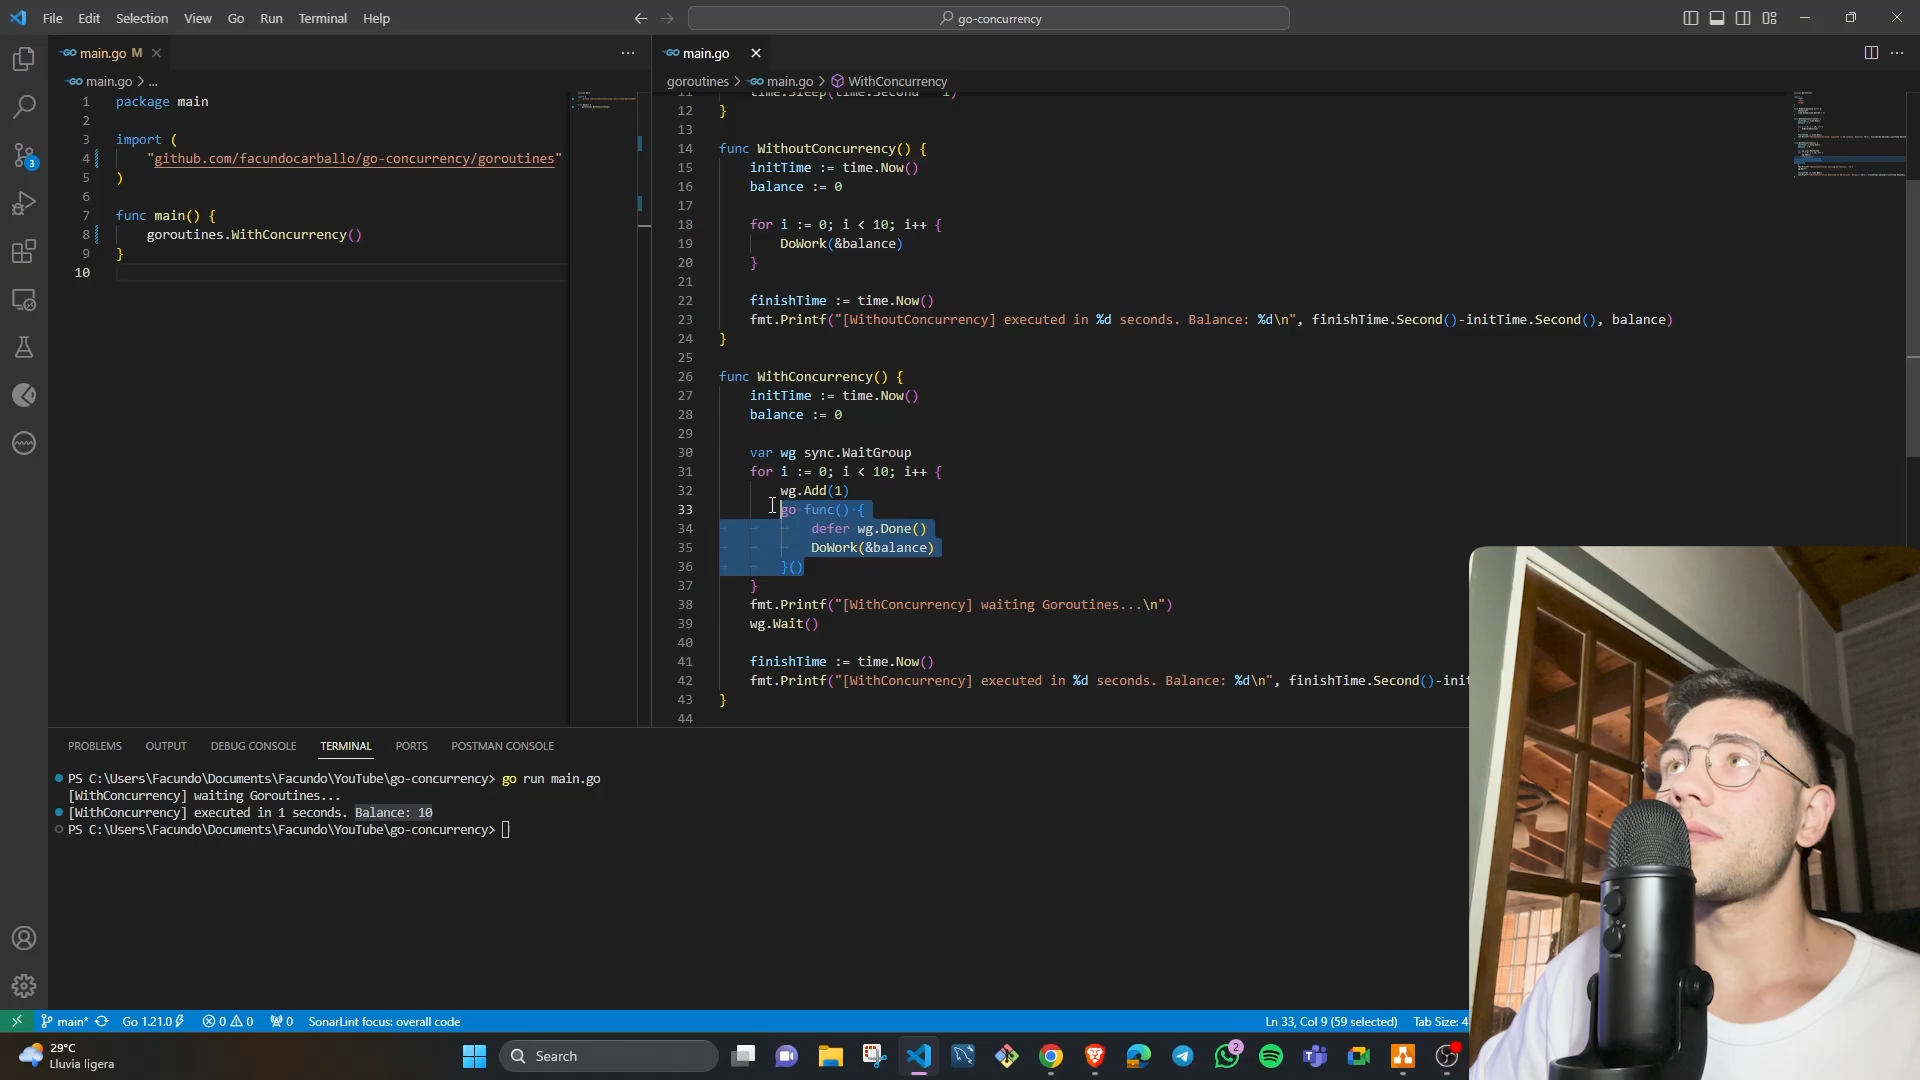 File Edit Selection View Go Run Terminal Help
go-concurrency
main.go M
main.go
main.go > ...
goroutines > main.go > WithConcurrency
1 package main
2
3 import (
4 "github.com/facundocarballo/go-concurrency/goroutines"
5 )
6
7 func main() {
8 goroutines.WithConcurrency()
9 }
10
12 }
13
14 func WithoutConcurrency() {
15 initTime := time.Now()
16 balance := 0
17
18 for i := 0; i < 10; i++ {
19 DoWork(&balance)
20 }
21
22 finishTime := time.Now()
23 fmt.Printf("[WithoutConcurrency] executed in %d seconds. Balance: %d\n", finishTime.Second()-initTime.Second(), balance)
24 }
25
26 func WithConcurrency() {
27 initTime := time.Now()
28 balance := 0
29
30 var wg sync.WaitGroup
31 for i := 0; i < 10; i++ {
32 wg.Add(1)
33 go func() {
34 defer wg.Done()
35 DoWork(&balance)
36 }()
37 }
38 fmt.Printf("[WithConcurrency] waiting Goroutines...\n")
39 wg.Wait()
40
41 finishTime := time.Now()
42 fmt.Printf("[WithConcurrency] executed in %d seconds. Balance: %d\n", finishTime.Second()-init
43 }
44
3
PROBLEMS OUTPUT DEBUG CONSOLE TERMINAL PORTS POSTMAN CONSOLE
PS C:\Users\Facundo\Documents\Facundo\YouTube\go-concurrency> go run main.go
[WithConcurrency] waiting Goroutines...
[WithConcurrency] executed in 1 seconds. Balance: 10
PS C:\Users\Facundo\Documents\Facundo\YouTube\go-concurrency>
main* Go 1.21.0 0 0 0 SonarLint focus: overall code Ln 33, Col 9 (59 selected) Tab Size: 4
29°C
Lluvia ligera
Search
2